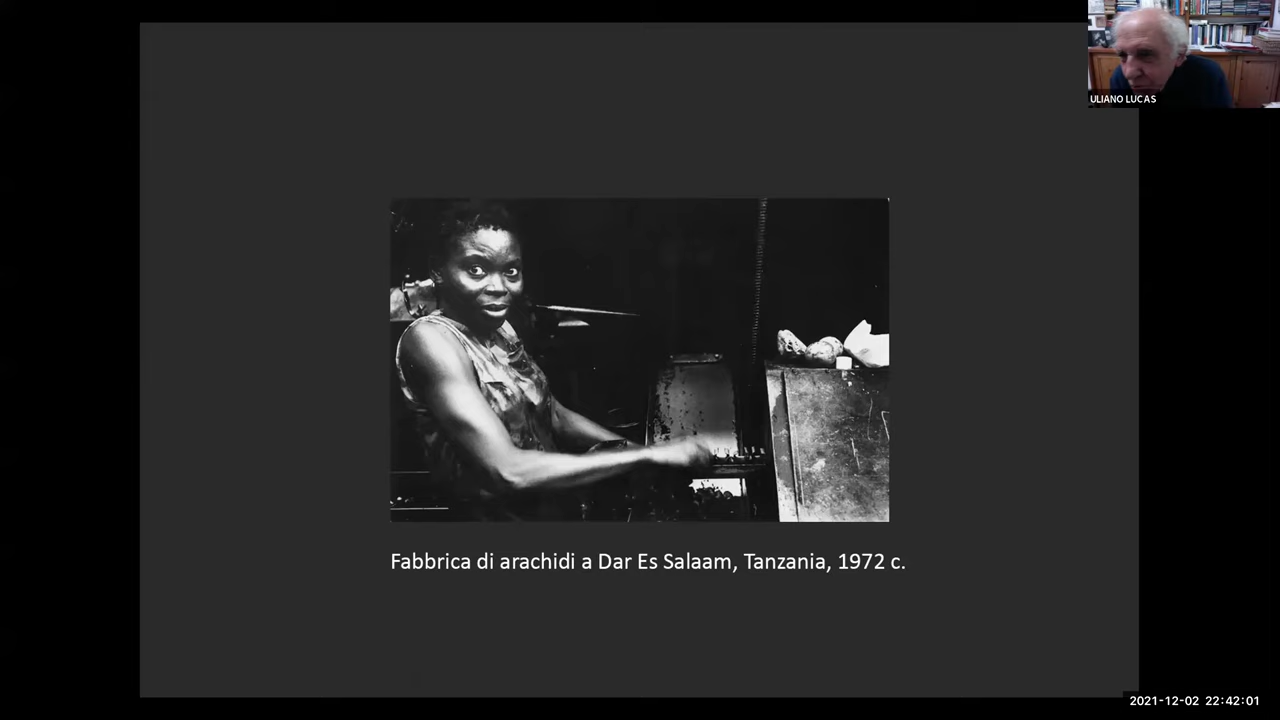 ULIANO LUCAS
Fabbrica di arachidi a Dar Es Salaam, Tanzania, 1972 c.
2021-12-02 22:42:01